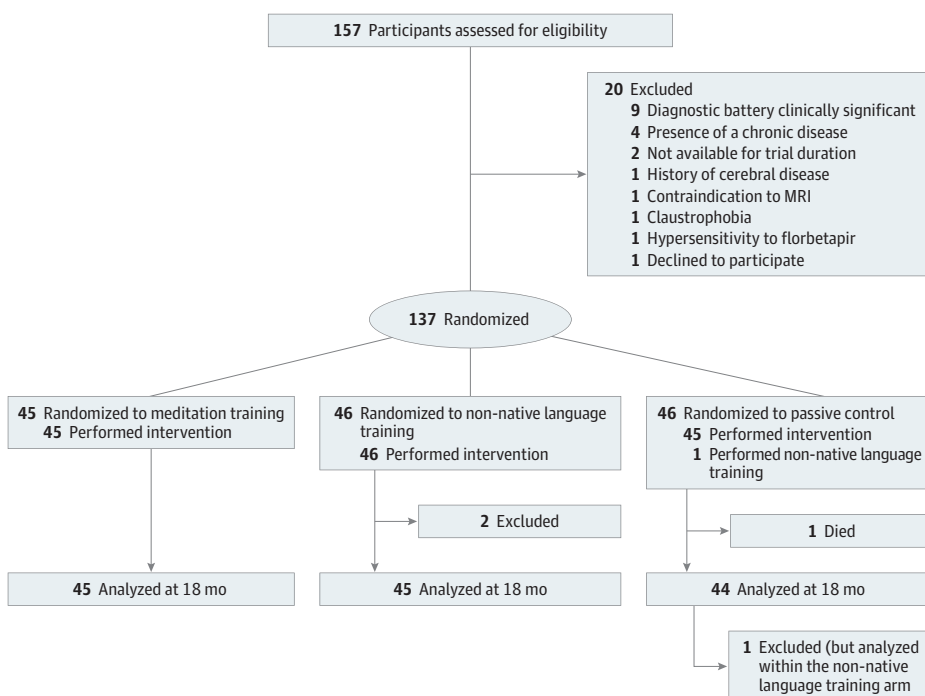 157 Participants assessed for eligibility
20 Excluded
9 Diagnostic battery clinically significant
4 Presence of a chronic disease
2 Not available for trial duration
1 History of cerebral disease
1 Contraindication to MRI
1 Claustrophobia
1 Hypersensitivity to florbetapir
1 Declined to participate
137 Randomized
45 Randomized to meditation training
45 Performed intervention
46 Randomized to non-native language
training
46 Performed intervention
46 Randomized to passive control
45 Performed intervention
1 Performed non-native language
training
2 Excluded
1 Died
45 Analyzed at 18 mo
45 Analyzed at 18 mo
44 Analyzed at 18 mo
1 Excluded (but analyzed
within the non-native
language training arm